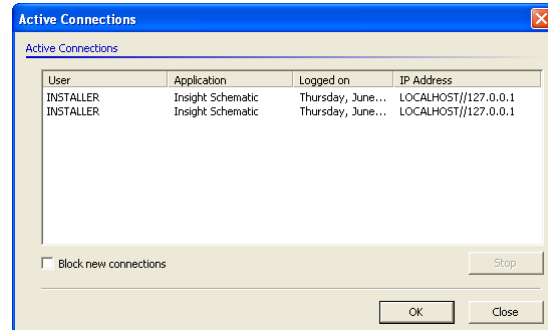 Active Connections
Active Connections
User Application Logged on IP Address
INSTALLER Insight Schematic Thursday, June... LOCALHOST//127.0.0.1
INSTALLER Insight Schematic Thursday, June... LOCALHOST//127.0.0.1
Block new connections Stop
OK Close